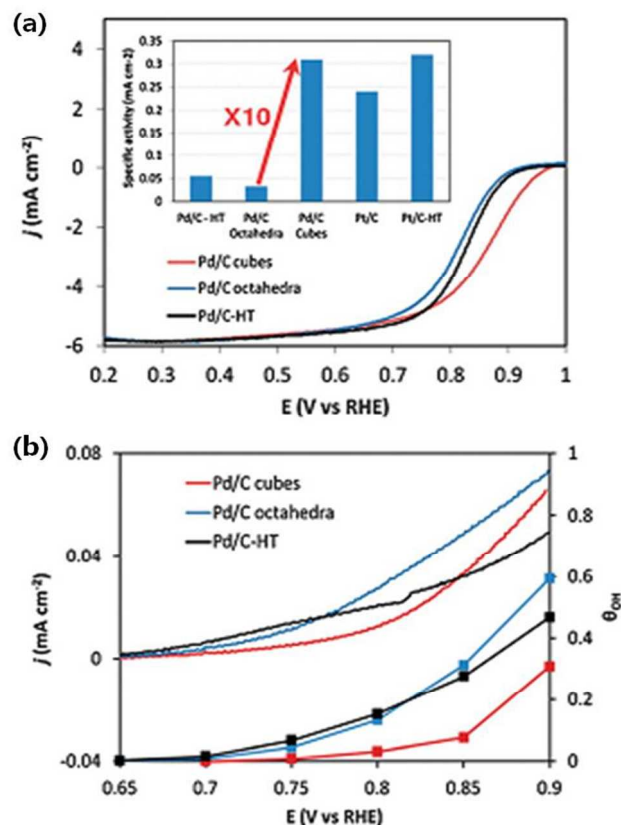 (a)
4
2
0
-2
-4
-6
j (mA cm⁻²)
0.35
0.3
0.25
0.2
0.15
0.1
0.05
0
Specific activity (mA cm-2)
X10
Pd/C - HT
Pd/C Octahedra
Pd/C Cubes
Pt/C
Pt/C-HT
Pd/C cubes
Pd/C octahedra
Pd/C-HT
0.2 0.3 0.4 0.5 0.6 0.7 0.8 0.9 1
E (V vs RHE)
(b)
0.08
0.04
0
-0.04
j (mA cm⁻²)
Pd/C cubes
Pd/C octahedra
Pd/C-HT
1
0.8
0.6
0.4
0.2
0
θOH
0.65 0.7 0.75 0.8 0.85 0.9
E (V vs RHE)